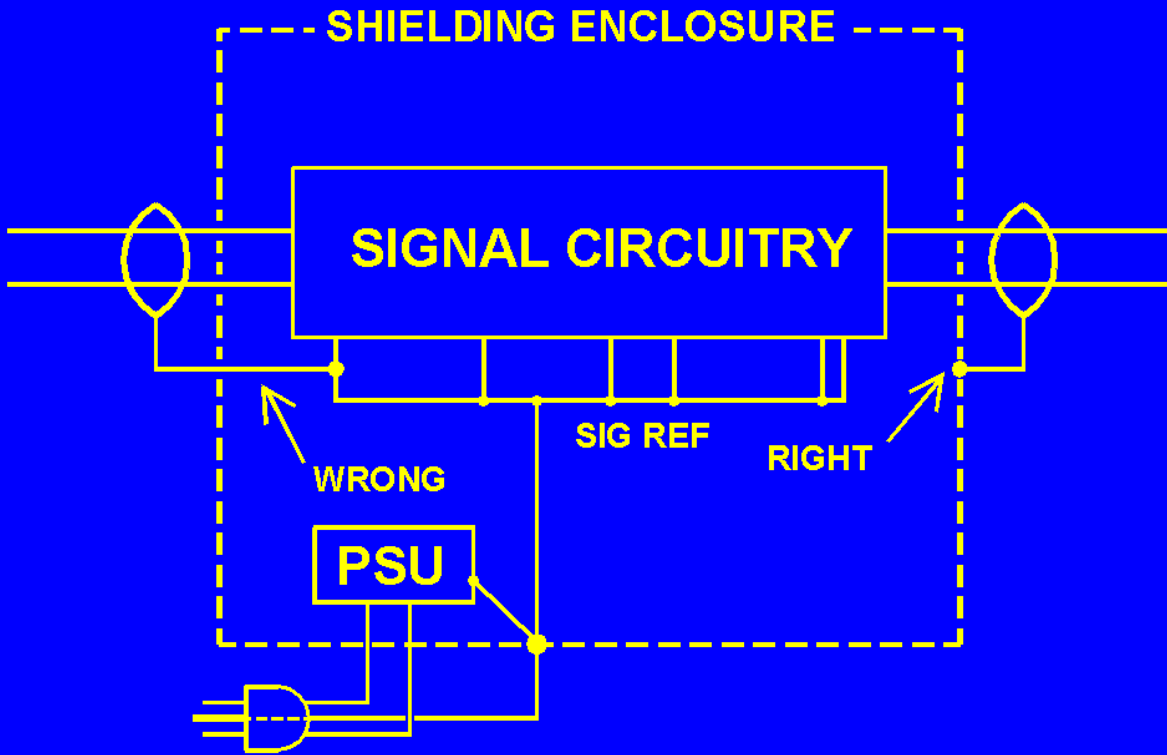 SHIELDING ENCLOSURE
SIGNAL CIRCUITRY
SIG REF
RIGHT
WRONG
PSU